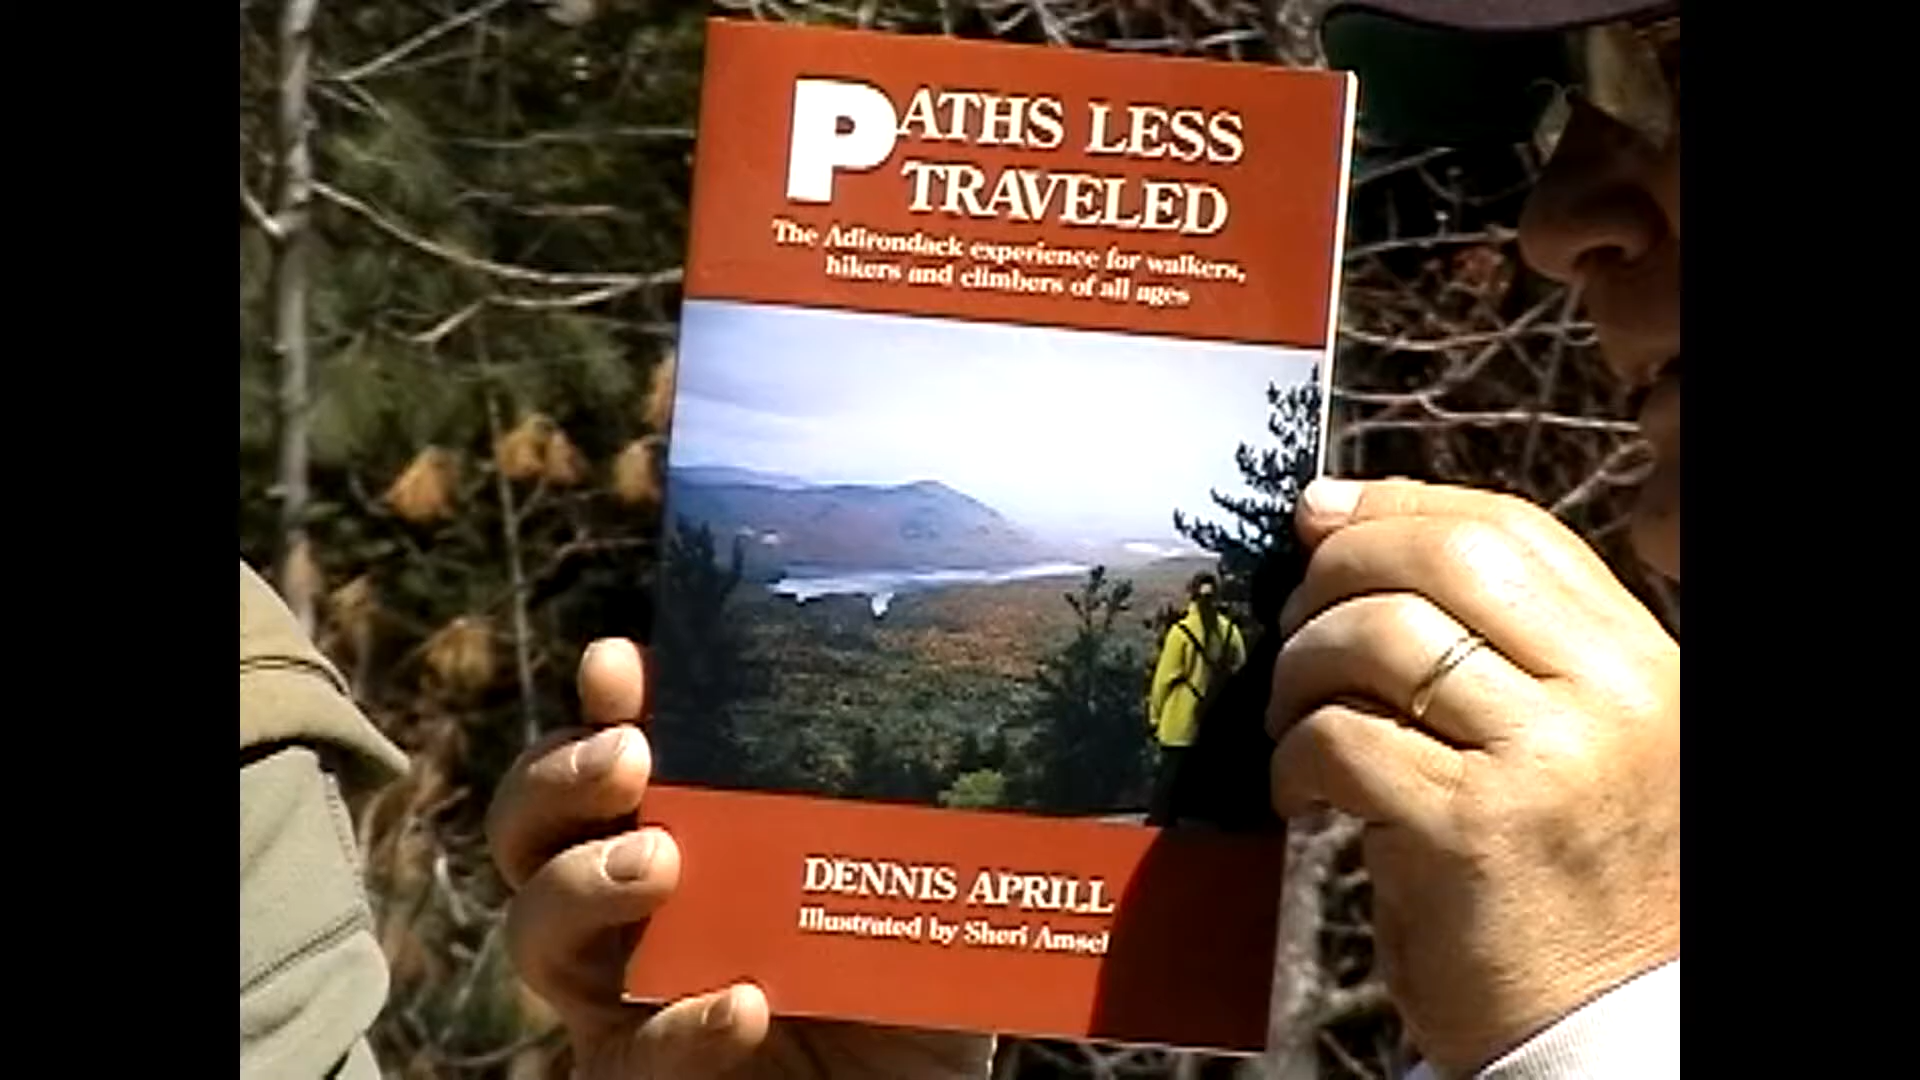 PATHS LESS
TRAVELED
The Adirondack experience for walkers,
hikers and climbers of all ages
DENNIS APRILL
Illustrated by Sheri Amsel